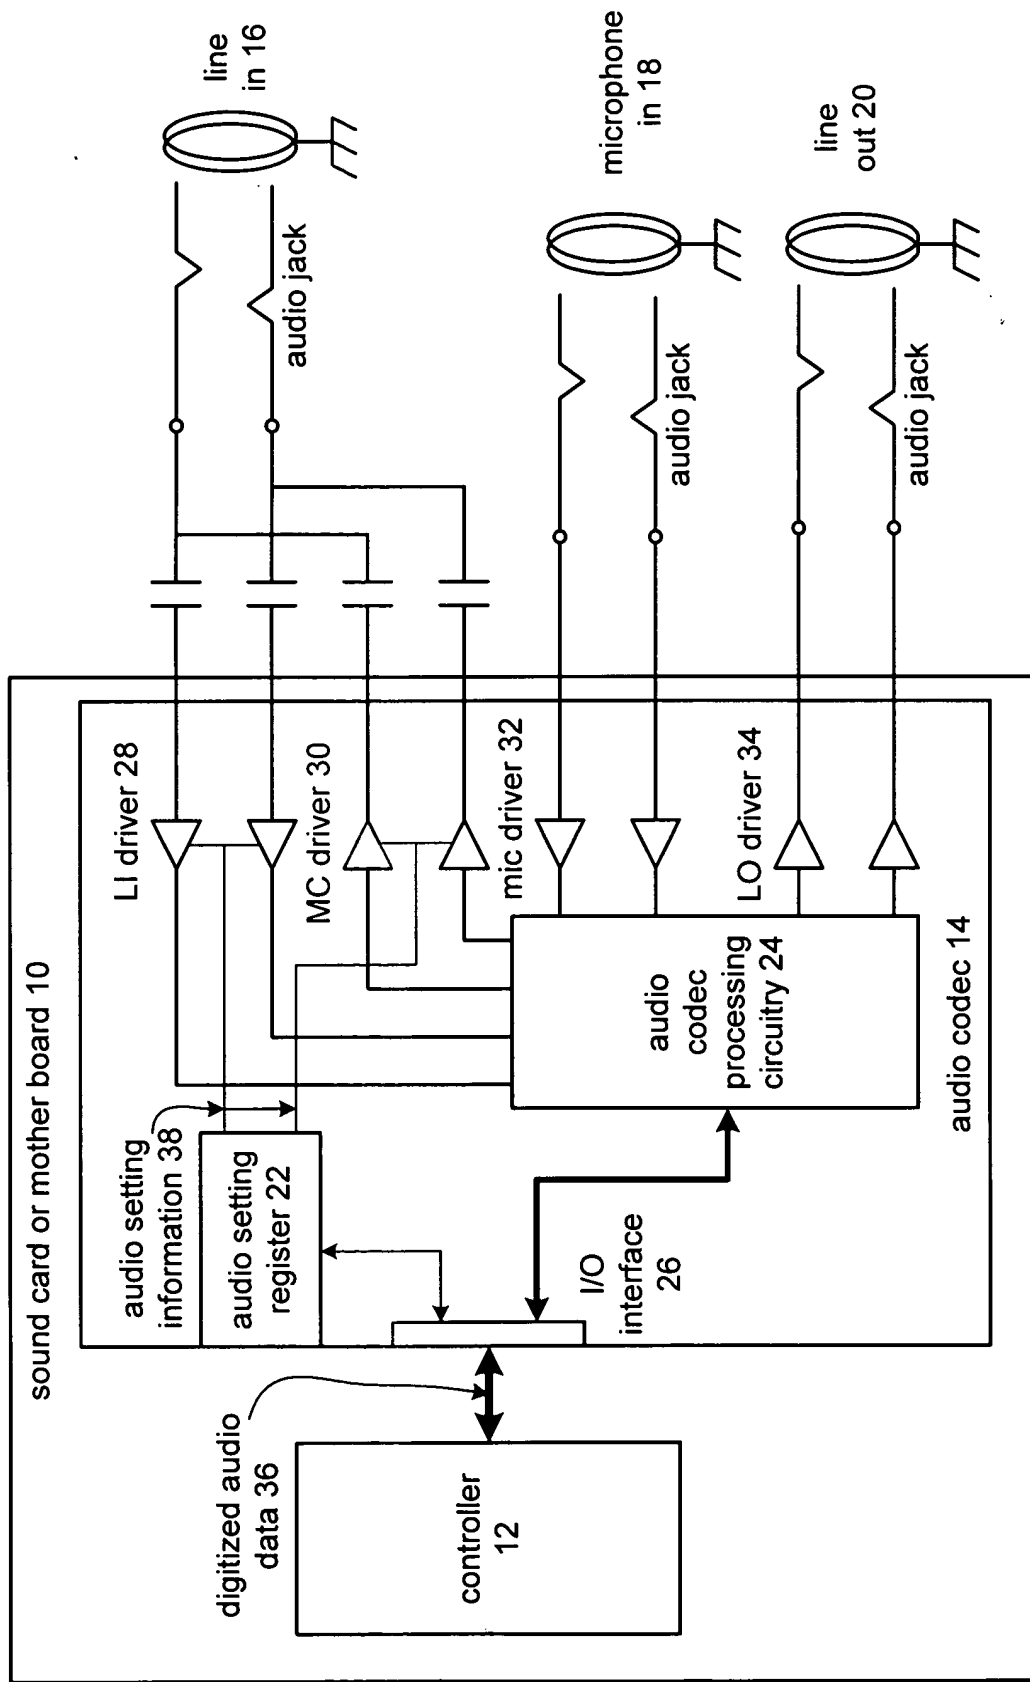 sound card or mother board 10
digitized audio
data 36
controller
12
audio setting
information 38
audio setting
register 22
I/O
interface
26
LI driver 28
MC driver 30
mic driver 32
LO driver 34
audio
codec
processing
circuitry 24
audio codec 14
audio jack
line
in 16
audio jack
microphone
in 18
audio jack
line
out 20